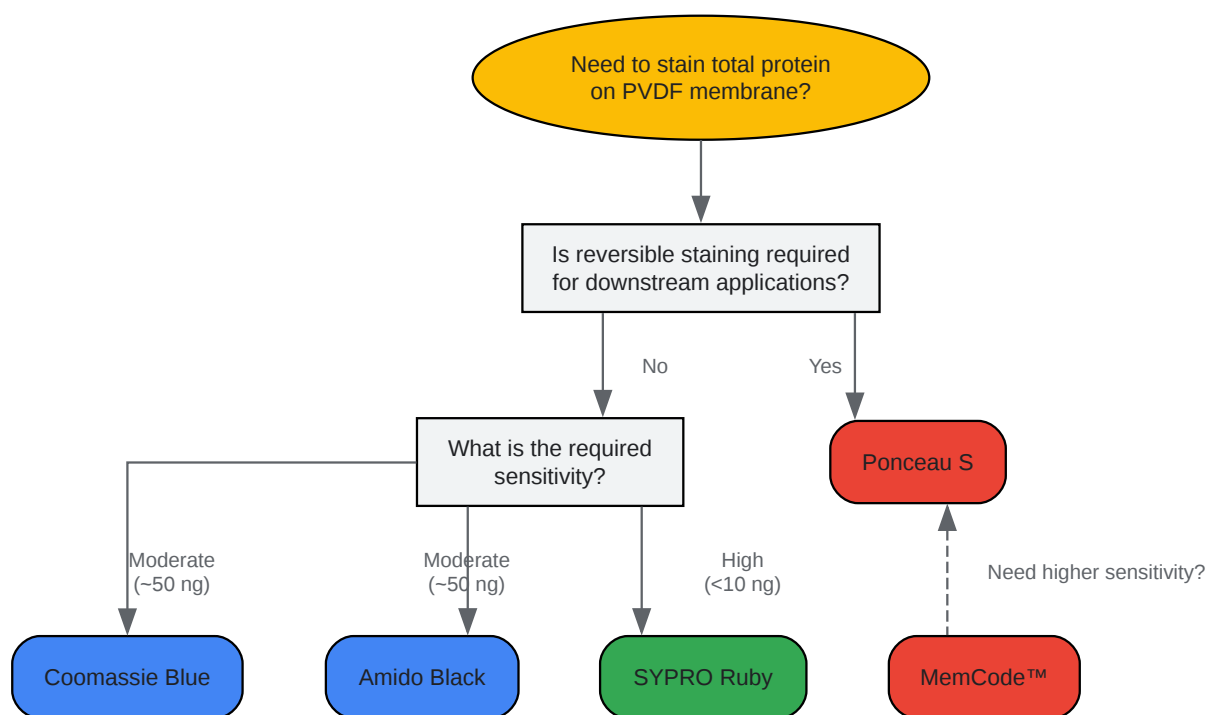 Need to stain total protein
on PVDF membrane?
Is reversible staining required
for downstream applications?
No
Yes
What is the required
sensitivity?
Ponceau S
Moderate
(~50 ng)
Moderate
(~50 ng)
High
(<10 ng)
Need higher sensitivity?
Coomassie Blue
Amido Black
SYPRO Ruby
MemCode™